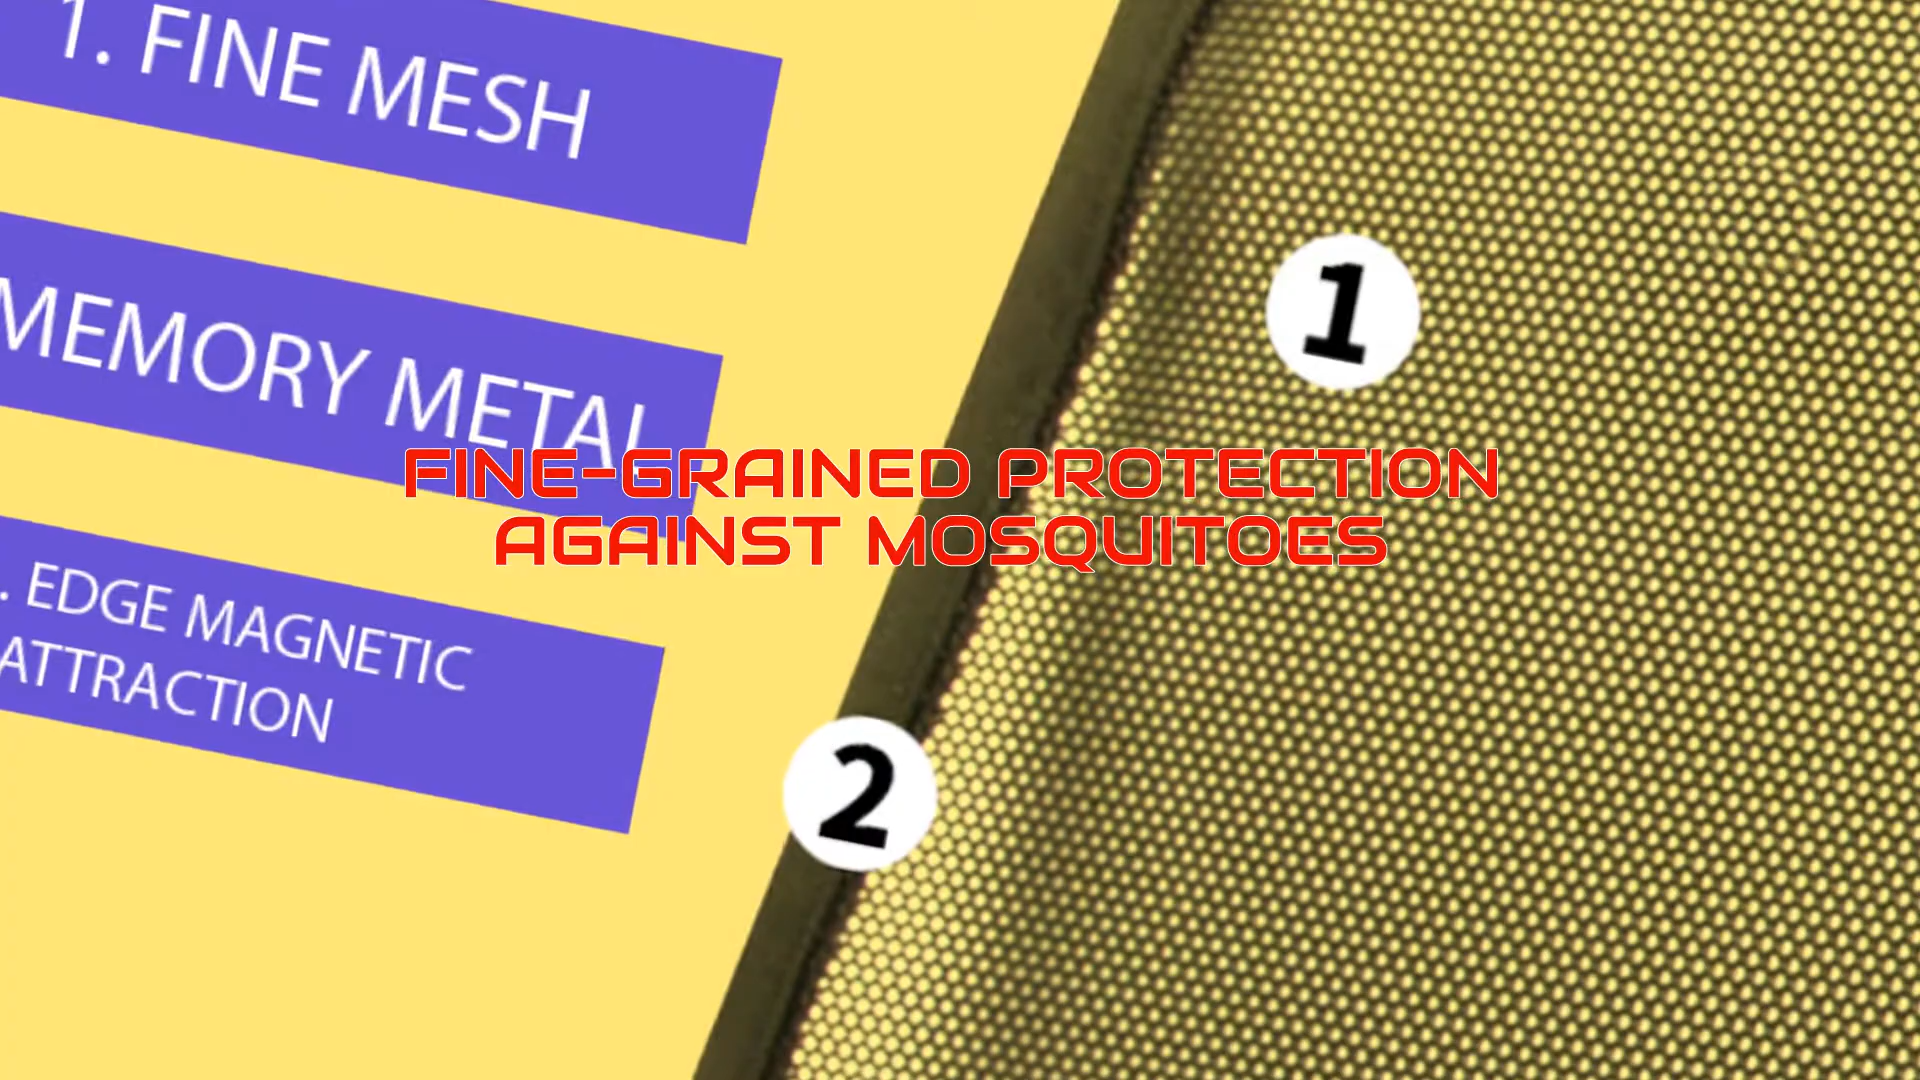 1. FINE MESH
MEMORY METAL
. EDGE MAGNETIC
ATTRACTION
FINE-GRAINED PROTECTION
AGAINST MOSQUITOES
1
2